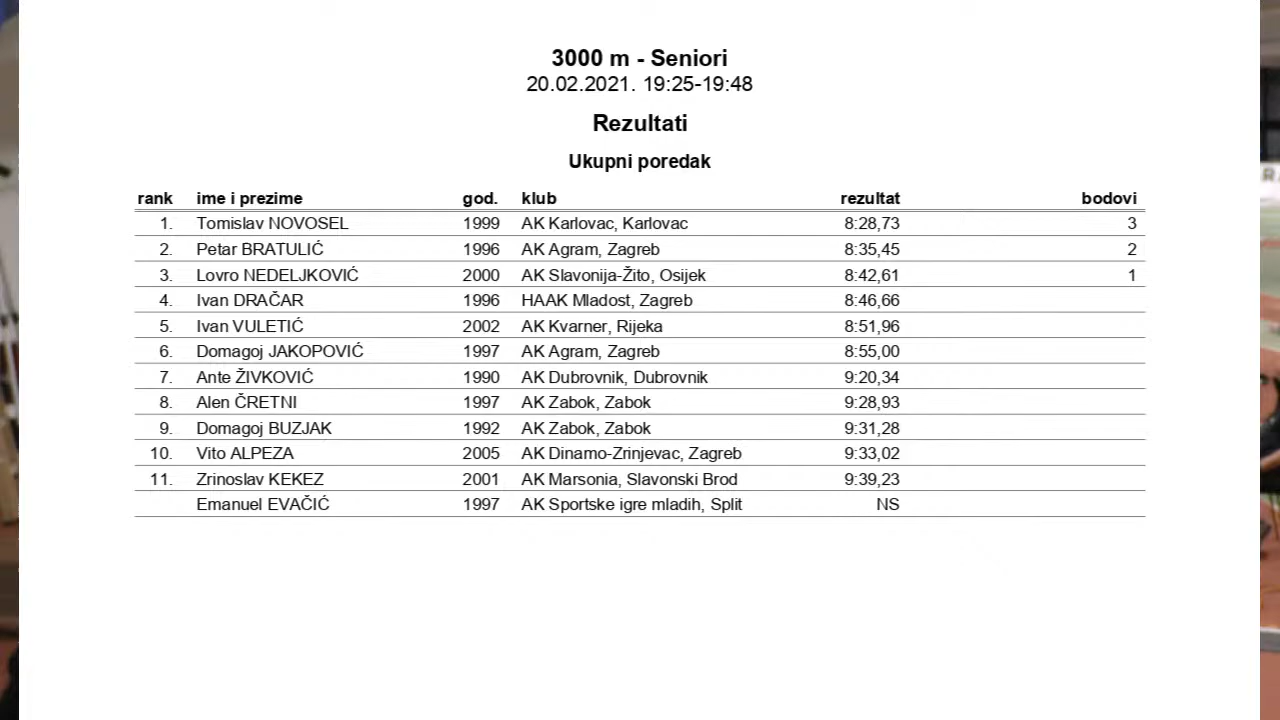 3000 m - Seniori
20.02.2021. 19:25-19:48
Rezultati
Ukupni poredak
rank ime i prezime god. klub rezultat bodovi
1. Tomislav NOVOSEL 1999 AK Karlovac, Karlovac 8:28,73 3
2. Petar BRATULIĆ 1996 AK Agram, Zagreb 8:35,45 2
3. Lovro NEDELJKOVIĆ 2000 AK Slavonija-Žito, Osijek 8:42,61 1
4. Ivan DRAČAR 1996 HAAK Mladost, Zagreb 8:46,66
5. Ivan VULETIĆ 2002 AK Kvarner, Rijeka 8:51,96
6. Domagoj JAKOPOVIĆ 1997 AK Agram, Zagreb 8:55,00
7. Ante ŽIVKOVIĆ 1990 AK Dubrovnik, Dubrovnik 9:20,34
8. Alen ČRETNI 1997 AK Zabok, Zabok 9:28,93
9. Domagoj BUZJAK 1992 AK Zabok, Zabok 9:31,28
10. Vito ALPEZA 2005 AK Dinamo-Zrinjevac, Zagreb 9:33,02
11. Zrinoslav KEKEZ 2001 AK Marsonia, Slavonski Brod 9:39,23
Emanuel EVAČIĆ 1997 AK Sportske igre mladih, Split NS